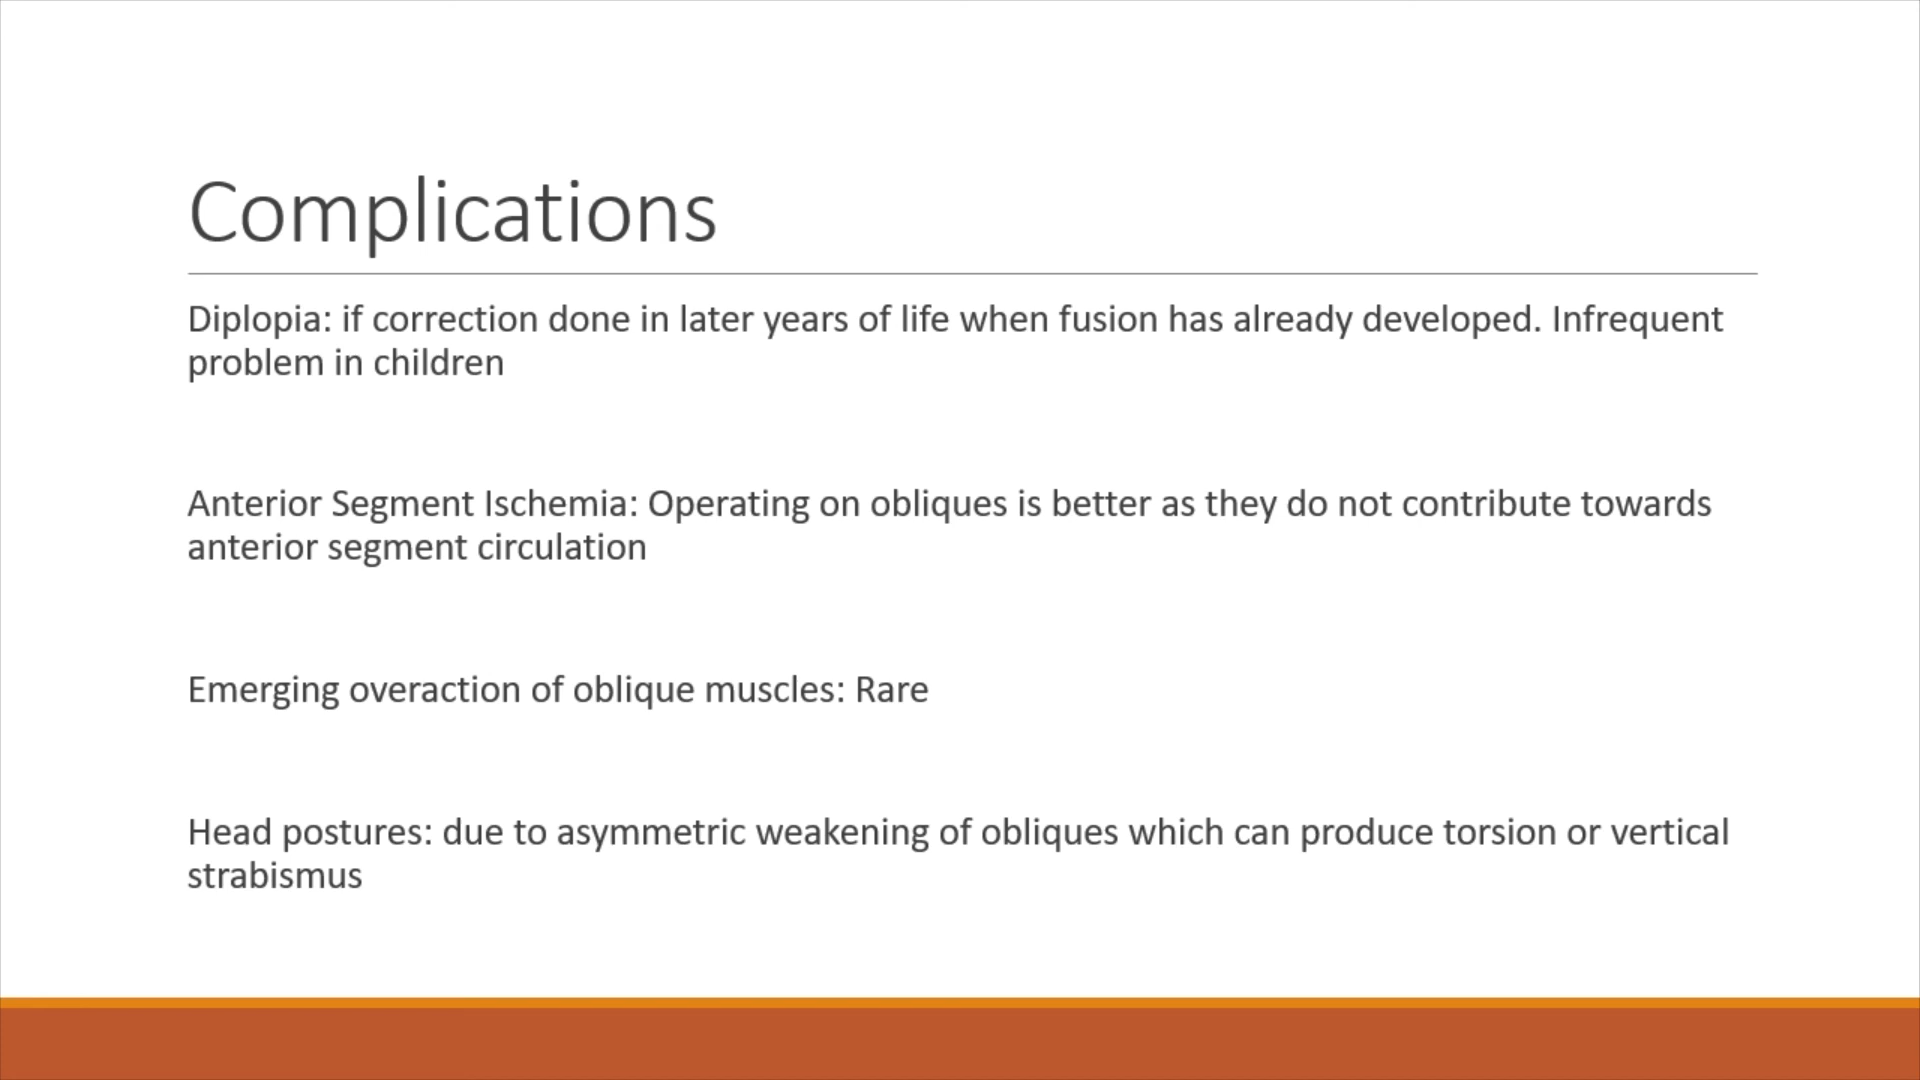 Complications
Diplopia: if correction done in later years of life when fusion has already developed. Infrequent
problem in children
Anterior Segment Ischemia: Operating on obliques is better as they do not contribute towards
anterior segment circulation
Emerging overaction of oblique muscles: Rare
Head postures: due to asymmetric weakening of obliques which can produce torsion or vertical
strabismus